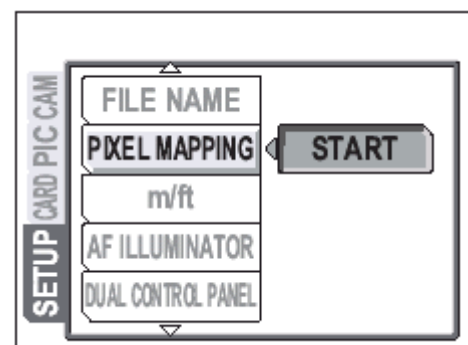 CAM
PIC
CARD
SETUP
FILE NAME
PIXEL MAPPING
START
m/ft
AF ILLUMINATOR
DUAL CONTROL PANEL